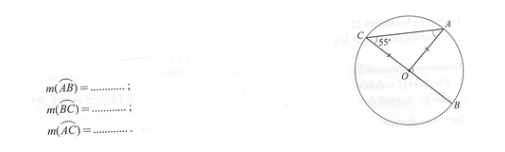 C
A
55°
O
B
m(AB) = ........... ;
m(BC) = ........... ;
m(AC) = ........... .